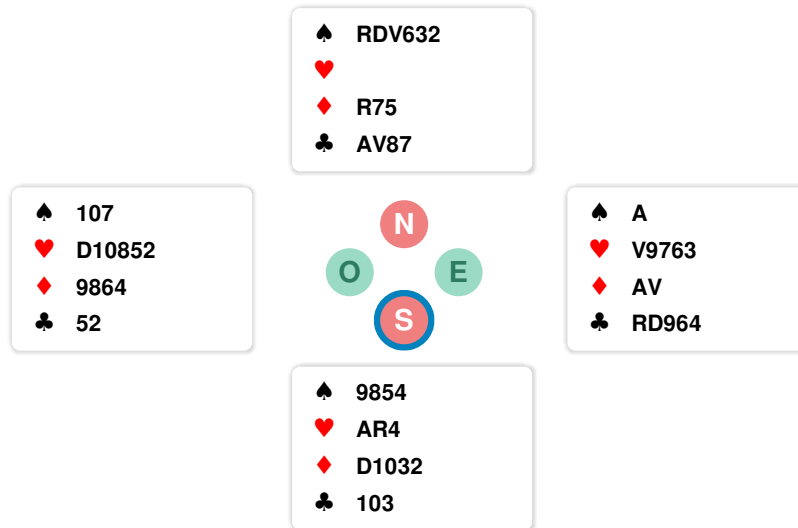 ♠ RDV632
♥
♦ R75
♣ AV87
♠ 107
♥ D10852
♦ 9864
♣ 52
N
O E
S
♠ A
♥ V9763
♦ AV
♣ RD964
♠ 9854
♥ AR4
♦ D1032
♣ 103